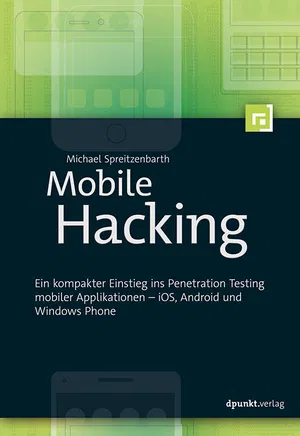 Michael Spreitzenbarth
Mobile
Hacking
Ein kompakter Einstieg ins Penetration Testing
mobiler Applikationen – iOS, Android und
Windows Phone
dpunkt.verlag